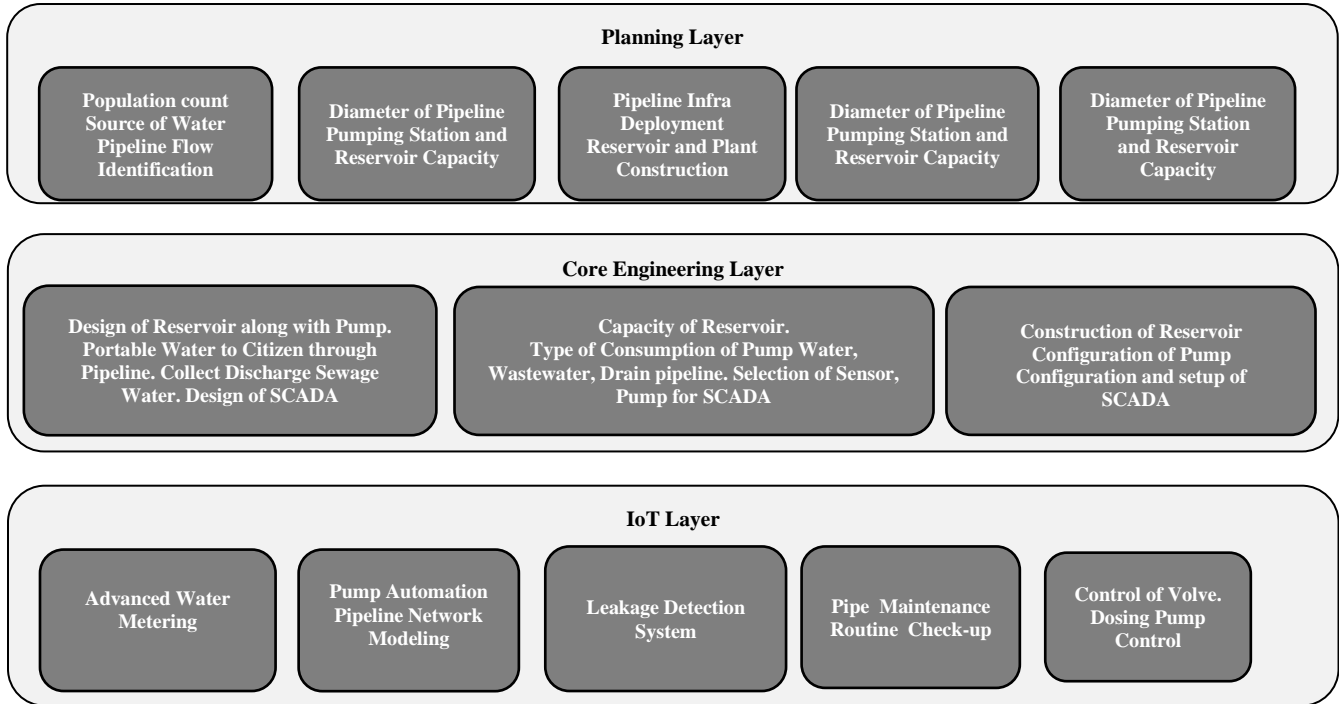 Planning Layer
Population count
Source of Water
Pipeline Flow
Identification
Diameter of Pipeline
Pumping Station and
Reservoir Capacity
Pipeline Infra
Deployment
Reservoir and Plant
Construction
Diameter of Pipeline
Pumping Station and
Reservoir Capacity
Diameter of Pipeline
Pumping Station
and Reservoir
Capacity
Core Engineering Layer
Design of Reservoir along with Pump.
Portable Water to Citizen through
Pipeline. Collect Discharge Sewage
Water. Design of SCADA
Capacity of Reservoir.
Type of Consumption of Pump Water,
Wastewater, Drain pipeline. Selection of Sensor,
Pump for SCADA
Construction of Reservoir
Configuration of Pump
Configuration and setup of
SCADA
IoT Layer
Advanced Water
Metering
Pump Automation
Pipeline Network
Modeling
Leakage Detection
System
Pipe Maintenance
Routine Check-up
Control of Volve.
Dosing Pump
Control